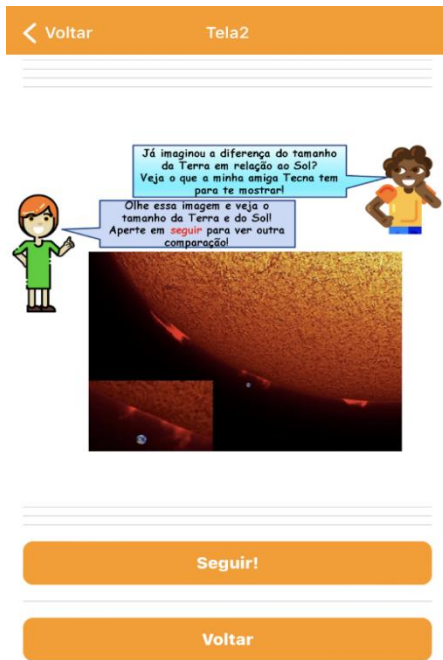 Voltar
Tela2
Já imaginou a diferença do tamanho
da Terra em relação ao Sol?
Veja o que a minha amiga Tecna tem
para te mostrar!
Olhe essa imagem e veja o
tamanho da Terra e do Sol!
Aperte em seguir para ver outra
comparação!
Seguir!
Voltar